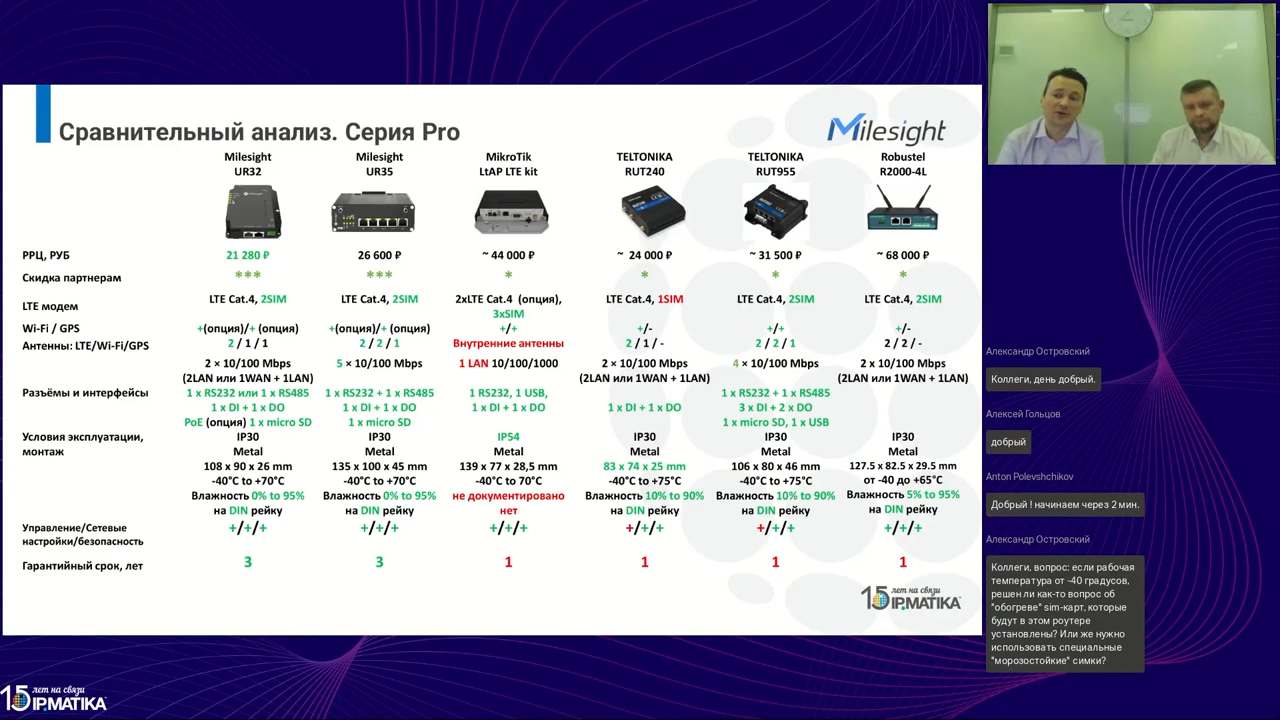 Сравнительный анализ. Серия Pro
Milesight
Milesight UR32
Milesight UR35
MikroTik LtAP LTE kit
TELTONIKA RUT240
TELTONIKA RUT955
Robustel R2000-4L
РРЦ, РУБ
21 280 ₽
26 600 ₽
~ 44 000 ₽
~ 24 000 ₽
~ 31 500 ₽
~ 68 000 ₽
Скидка партнерам
***
***
*
*
*
*
LTE модем
LTE Cat.4, 2SIM
LTE Cat.4, 2SIM
2xLTE Cat.4 (опция),
3xSIM
LTE Cat.4, 1SIM
LTE Cat.4, 2SIM
LTE Cat.4, 2SIM
Wi-Fi / GPS
+(опция)/+ (опция)
+(опция)/+ (опция)
+/+
+/-
+/+
+/-
Антенны: LTE/Wi-Fi/GPS
2 / 1 / 1
2 / 2 / 1
Внутренние антенны
2 / 1 / -
2 / 2 / 1
2 / 2 / -
Разъёмы и интерфейсы
2 × 10/100 Mbps
(2LAN или 1WAN + 1LAN)
1 x RS232 или 1 x RS485
1 x DI + 1 x DO
PoE (опция) 1 x micro SD
5 × 10/100 Mbps
1 x RS232 + 1 x RS485
1 x DI + 1 x DO
1 x micro SD
1 LAN 10/100/1000
1 RS232, 1 USB,
1 x DI + 1 x DO
2 x 10/100 Mbps
(2LAN или 1WAN + 1LAN)
1 x DI + 1 x DO
4 × 10/100 Mbps
1 x RS232 + 1 x RS485
3 x DI + 2 x DO
1 x micro SD, 1 x USB
2 x 10/100 Mbps
(2LAN или 1WAN + 1LAN)
Условия эксплуатации,
монтаж
IP30
Metal
108 x 90 x 26 mm
-40°C to +70°C
Влажность 0% to 95%
на DIN рейку
IP30
Metal
135 x 100 x 45 mm
-40°C to +70°C
Влажность 0% to 95%
на DIN рейку
IP54
Metal
139 x 77 x 28,5 mm
-40°C to 70°C
не документировано
нет
IP30
Metal
83 x 74 x 25 mm
-40°C to +75°C
Влажность 10% to 90%
на DIN рейку
IP30
Metal
106 x 80 x 46 mm
-40°C to +75°C
Влажность 10% to 90%
на DIN рейку
IP30
Metal
127.5 x 82.5 x 29.5 mm
от -40 до +65°C
Влажность 5% to 95%
на DIN рейку
Управление/Сетевые
настройки/безопасность
+/+/+
+/+/+
+/+/+
+/+/+
+/+/+
+/+/+
Гарантийный срок, лет
3
3
1
1
1
1
15 лет на связи
IPMATIKA
15 лет на связи
IPMATIKA
Александр Островский
Коллеги, день добрый.
Алексей Гольцов
добрый
Anton Polevshchikov
Добрый ! начинаем через 2 мин.
Александр Островский
Коллеги, вопрос: если рабочая
температура от -40 градусов,
решен ли как-то вопрос об
"обогреве" sim-карт, которые
будут в этом роутере
установлены? Или же нужно
использовать специальные
"морозостойкие" симки?